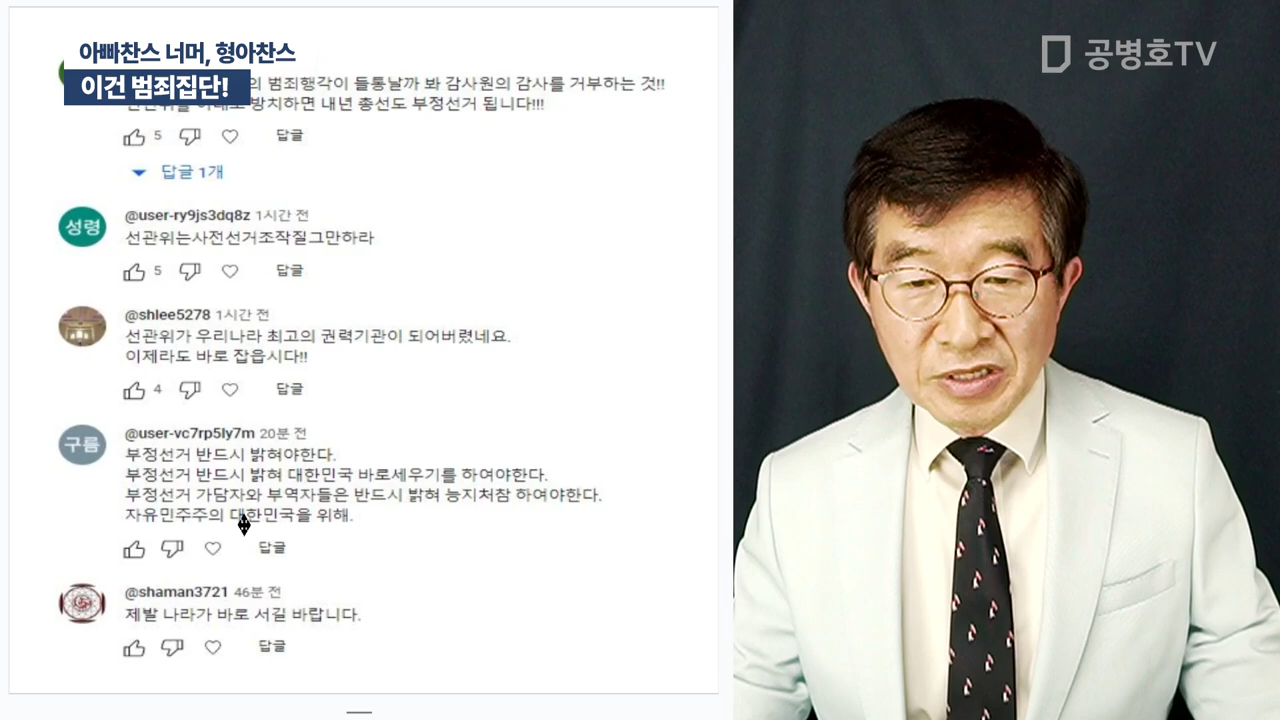 아빠찬스 너머, 형아찬스
이건 범죄집단!
공병호TV
의 범죄행각이 들통날까 봐 감사원의 감사를 거부하는 것!!
방치하면 내년 총선도 부정선거 됩니다!!!
5 답글
답글 1개
성령
@user-ry9js3dq8z 1시간 전
선관위는사전선거조작질그만하라
5 답글
@shlee5278 1시간 전
선관위가 우리나라 최고의 권력기관이 되어버렸네요.
이제라도 바로 잡읍시다!!
4 답글
구름
@user-vc7rp5ly7m 20분 전
부정선거 반드시 밝혀야한다.
부정선거 반드시 밝혀 대한민국 바로세우기를 하여야한다.
부정선거 가담자와 부역자들은 반드시 밝혀 능지처참 하여야한다.
자유민주주의 대한민국을 위해.
답글
@shaman3721 46분 전
제발 나라가 바로 서길 바랍니다.
답글